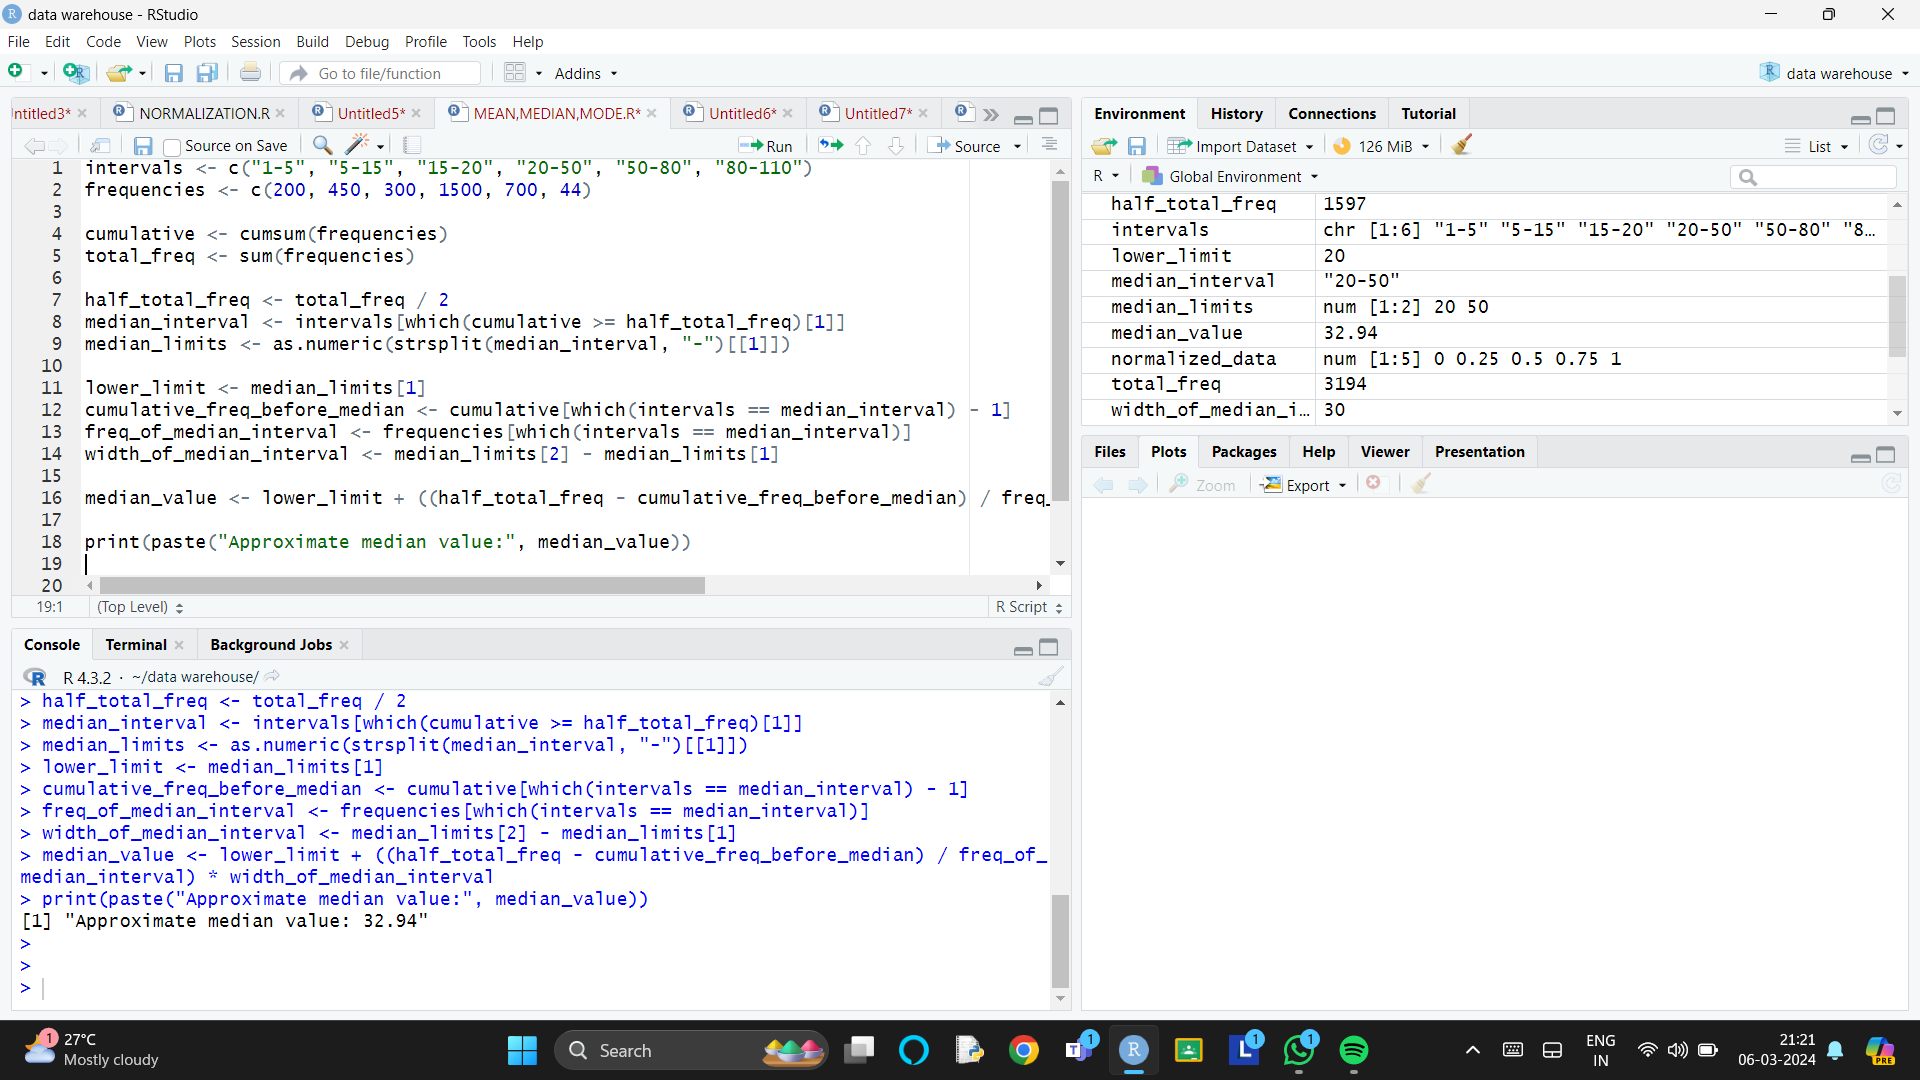 data warehouse - RStudio
File Edit Code View Plots Session Build Debug Profile Tools Help
Go to file/function Addins data warehouse
ntitled3* NORMALIZATION.R Untitled5* MEAN,MEDIAN,MODE.R* Untitled6* Untitled7*
Source on Save Run Source
1 intervals <- c("1-5", "5-15", "15-20", "20-50", "50-80", "80-110")
2 frequencies <- c(200, 450, 300, 1500, 700, 44)
3
4 cumulative <- cumsum(frequencies)
5 total_freq <- sum(frequencies)
6
7 half_total_freq <- total_freq / 2
8 median_interval <- intervals[which(cumulative >= half_total_freq)[1]]
9 median_limits <- as.numeric(strsplit(median_interval, "-")[[1]])
10
11 lower_limit <- median_limits[1]
12 cumulative_freq_before_median <- cumulative[which(intervals == median_interval) - 1]
13 freq_of_median_interval <- frequencies[which(intervals == median_interval)]
14 width_of_median_interval <- median_limits[2] - median_limits[1]
15
16 median_value <- lower_limit + ((half_total_freq - cumulative_freq_before_median) / freq_
17
18 print(paste("Approximate median value:", median_value))
19
20
19:1 (Top Level) R Script
Console Terminal Background Jobs
R 4.3.2 · ~/data warehouse/
> half_total_freq <- total_freq / 2
> median_interval <- intervals[which(cumulative >= half_total_freq)[1]]
> median_limits <- as.numeric(strsplit(median_interval, "-")[[1]])
> lower_limit <- median_limits[1]
> cumulative_freq_before_median <- cumulative[which(intervals == median_interval) - 1]
> freq_of_median_interval <- frequencies[which(intervals == median_interval)]
> width_of_median_interval <- median_limits[2] - median_limits[1]
> median_value <- lower_limit + ((half_total_freq - cumulative_freq_before_median) / freq_of_
median_interval) * width_of_median_interval
> print(paste("Approximate median value:", median_value))
[1] "Approximate median value: 32.94"
>
>
>
Environment History Connections Tutorial
Import Dataset 126 MiB List
R Global Environment
half_total_freq 1597
intervals chr [1:6] "1-5" "5-15" "15-20" "20-50" "50-80" "8…
lower_limit 20
median_interval "20-50"
median_limits num [1:2] 20 50
median_value 32.94
normalized_data num [1:5] 0 0.25 0.5 0.75 1
total_freq 3194
width_of_median_i… 30
Files Plots Packages Help Viewer Presentation
Zoom Export
1 27°C
Mostly cloudy
Search
1
1
1
ENG
IN
21:21
06-03-2024
PRE